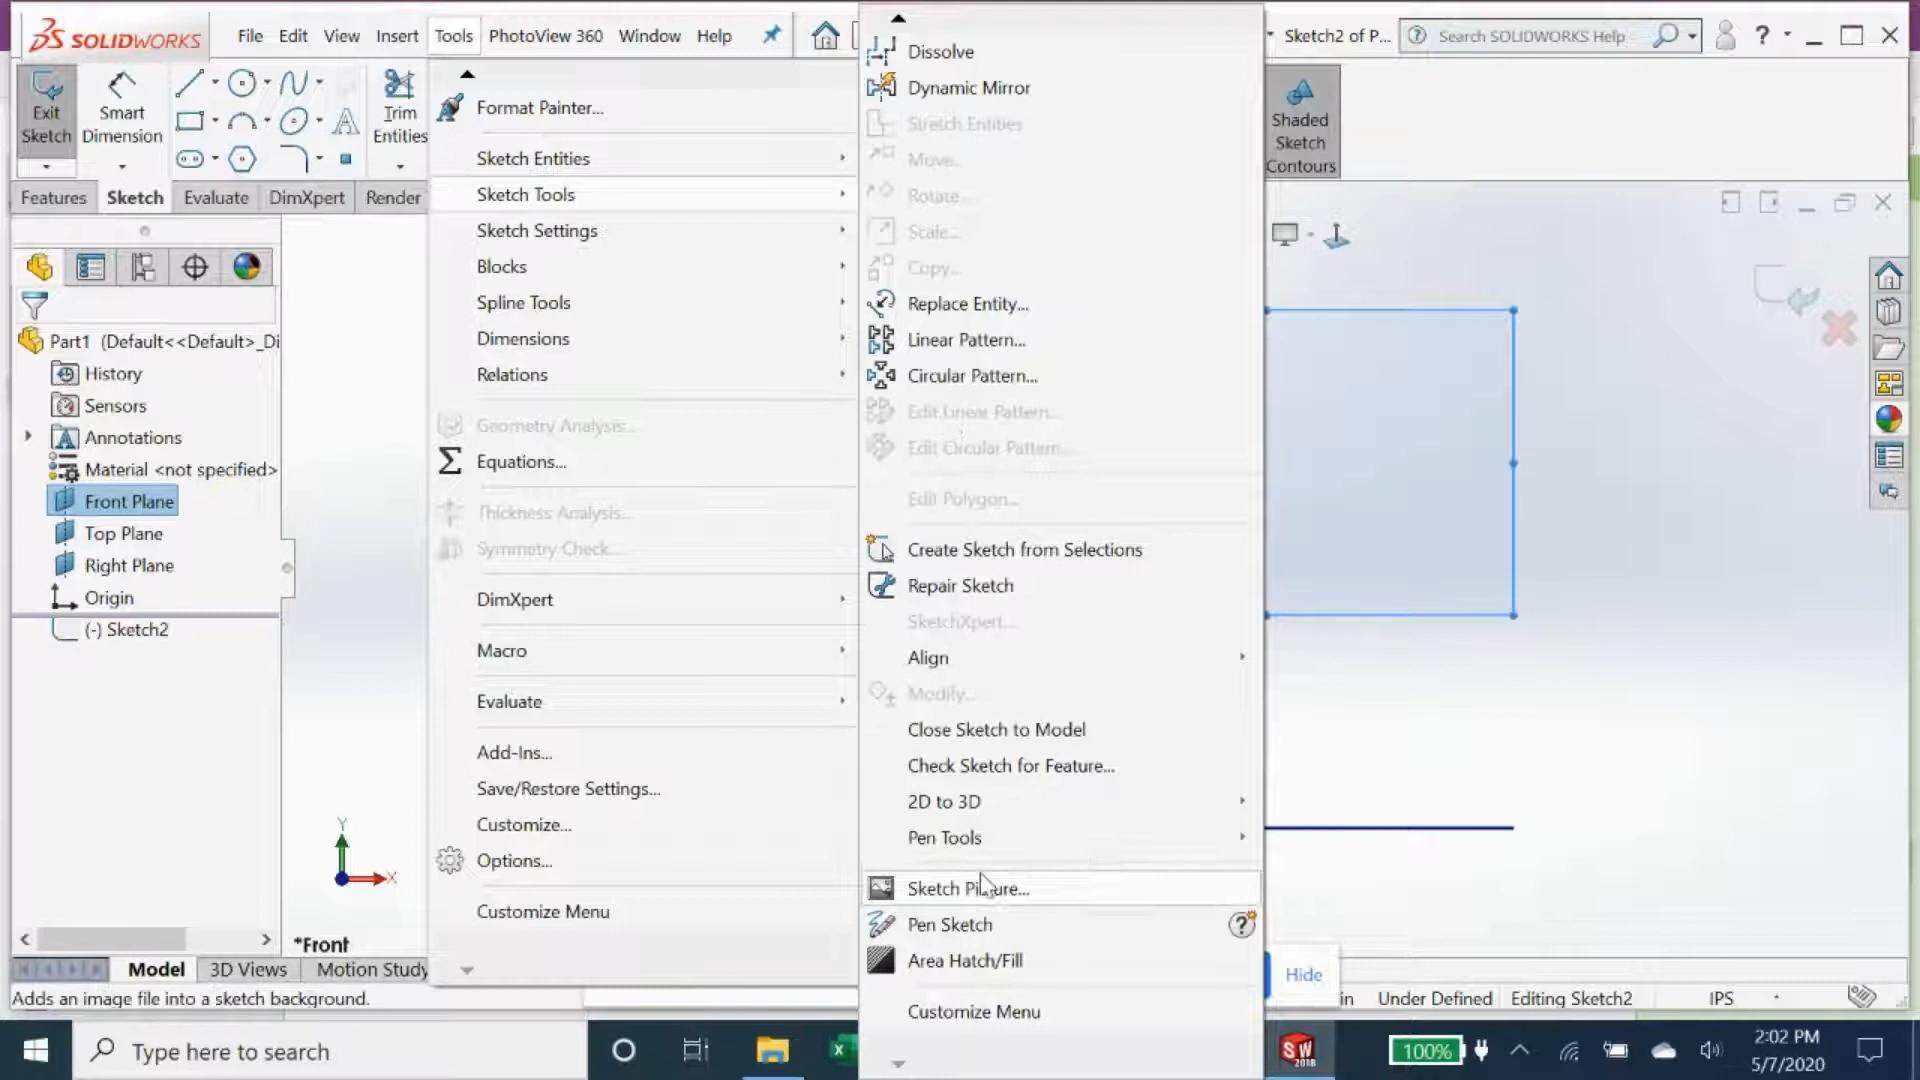 SOLIDWORKS
File Edit View Insert Tools PhotoView 360 Window Help
Sketch2 of P...
Search SOLIDWORKS Help
?
Exit Sketch
Smart Dimension
Trim Entities
Shaded Sketch Contours
Features Sketch Evaluate DimXpert Render
Part1 (Default<<Default>_Di
History
Sensors
Annotations
Material <not specified>
Front Plane
Top Plane
Right Plane
Origin
(-) Sketch2
Format Painter...
Sketch Entities
Sketch Tools
Sketch Settings
Blocks
Spline Tools
Dimensions
Relations
Geometry Analysis...
Equations...
Thickness Analysis...
Symmetry Check...
DimXpert
Macro
Evaluate
Add-Ins...
Save/Restore Settings...
Customize...
Options...
Customize Menu
Dissolve
Dynamic Mirror
Stretch Entities
Move...
Rotate...
Scale...
Copy...
Replace Entity...
Linear Pattern...
Circular Pattern...
Edit Linear Pattern...
Edit Circular Pattern...
Edit Polygon...
Create Sketch from Selections
Repair Sketch
SketchXpert...
Align
Modify...
Close Sketch to Model
Check Sketch for Feature...
2D to 3D
Pen Tools
Sketch Picture...
Pen Sketch
Area Hatch/Fill
Customize Menu
Y
X
*Front
Model 3D Views Motion Study
Hide
Adds an image file into a sketch background.
in Under Defined Editing Sketch2 IPS
Type here to search
SW 2018
100%
2:02 PM
5/7/2020